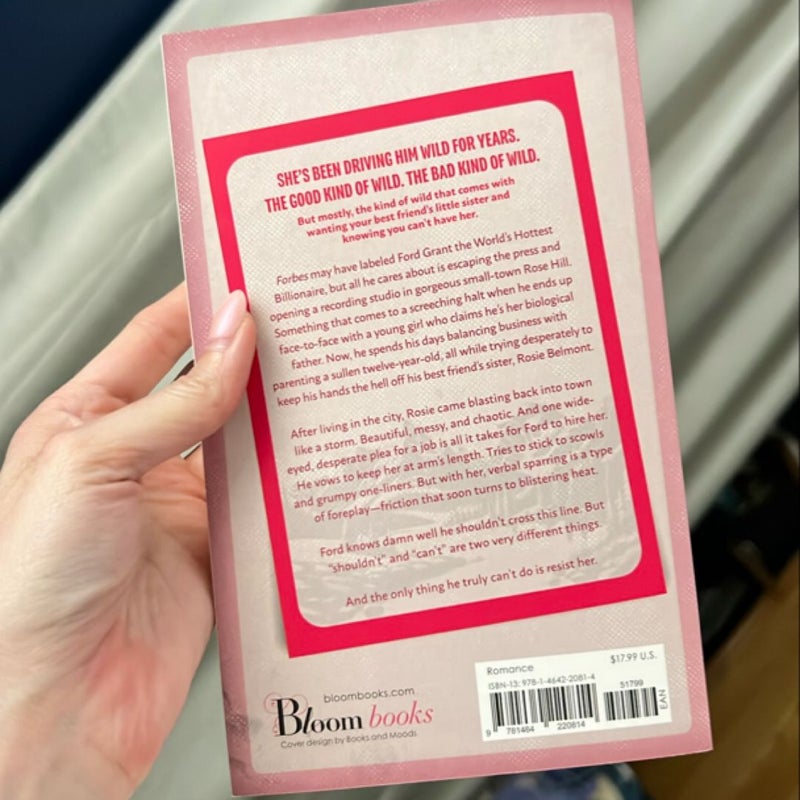 SHE'S BEEN DRIVING HIM WILD FOR YEARS.
THE GOOD KIND OF WILD. THE BAD KIND OF WILD.
But mostly, the kind of wild that comes with
wanting your best friend's little sister and
knowing you can't have her.
Forbes may have labeled Ford Grant the World's Hottest
Billionaire, but all he cares about is escaping the press and
opening a recording studio in gorgeous small-town Rose Hill.
Something that comes to a screeching halt when he ends up
face-to-face with a young girl who claims he's her biological
father. Now, he spends his days balancing business with
parenting a sullen twelve-year-old, all while trying desperately to
keep his hands the hell off his best friend's sister, Rosie Belmont.
After living in the city, Rosie came blasting back into town
like a storm. Beautiful, messy, and chaotic. And one wide-
eyed, desperate plea for a job is all it takes for Ford to hire her.
He vows to keep her at arm's length. Tries to stick to scowls
and grumpy one-liners. But with her, verbal sparring is a type
of foreplay—friction that soon turns to blistering heat.
Ford knows damn well he shouldn't cross this line. But
"shouldn't" and "can't" are two very different things.
And the only thing he truly can't do is resist her.
bloombooks.com
Bloom books
Cover design by Books and Moods
Romance
$17.99 U.S.
ISBN-13: 978-1-4642-2081-4
51799
EAN
9 781464 220814